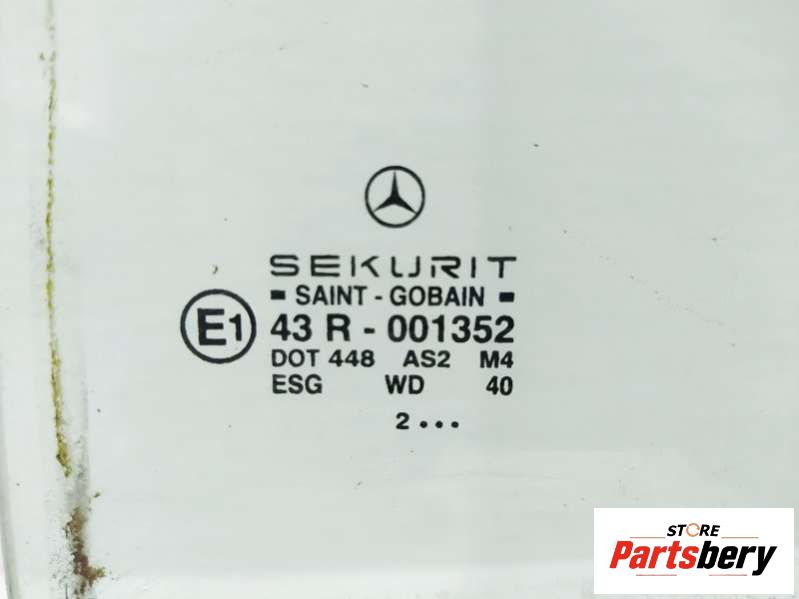 SEKURIT
SAINT - GOBAIN
E1 43 R - 001352
DOT 448 AS2 M4
ESG WD 40
2 • • •
STORE
Partsbery